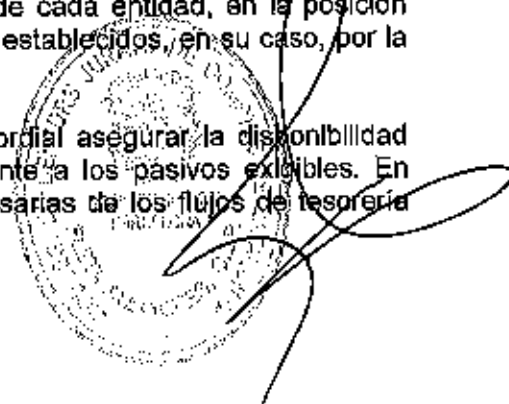 de cada entidad, en la posición
establecidos, en su caso, por la
ordial asegurar la disponibilidad
nte a los pasivos exigibles. En
sarias de los flujos de tesorería